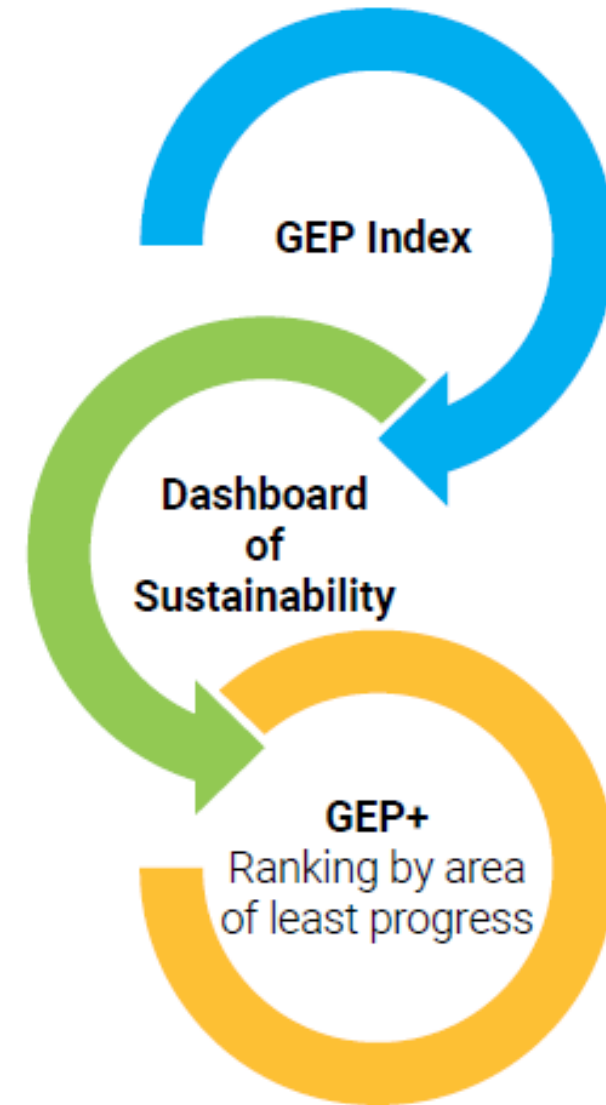 GEP Index
Dashboard
of
Sustainability
GEP+
Ranking by area
of least progress